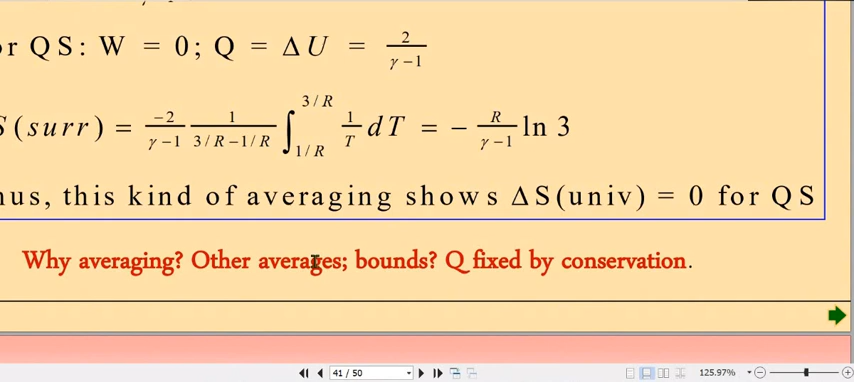 r QS: W = 0; Q = ΔU = 2/(γ−1)
S(surr) = −2/(γ−1) 1/(3/R−1/R) ∫_{1/R}^{3/R} 1/T dT = − R/(γ−1) ln 3
us, this kind of averaging shows ΔS(univ) = 0 for QS
Why averaging? Other averages; bounds? Q fixed by conservation.
41 / 50
125.97%